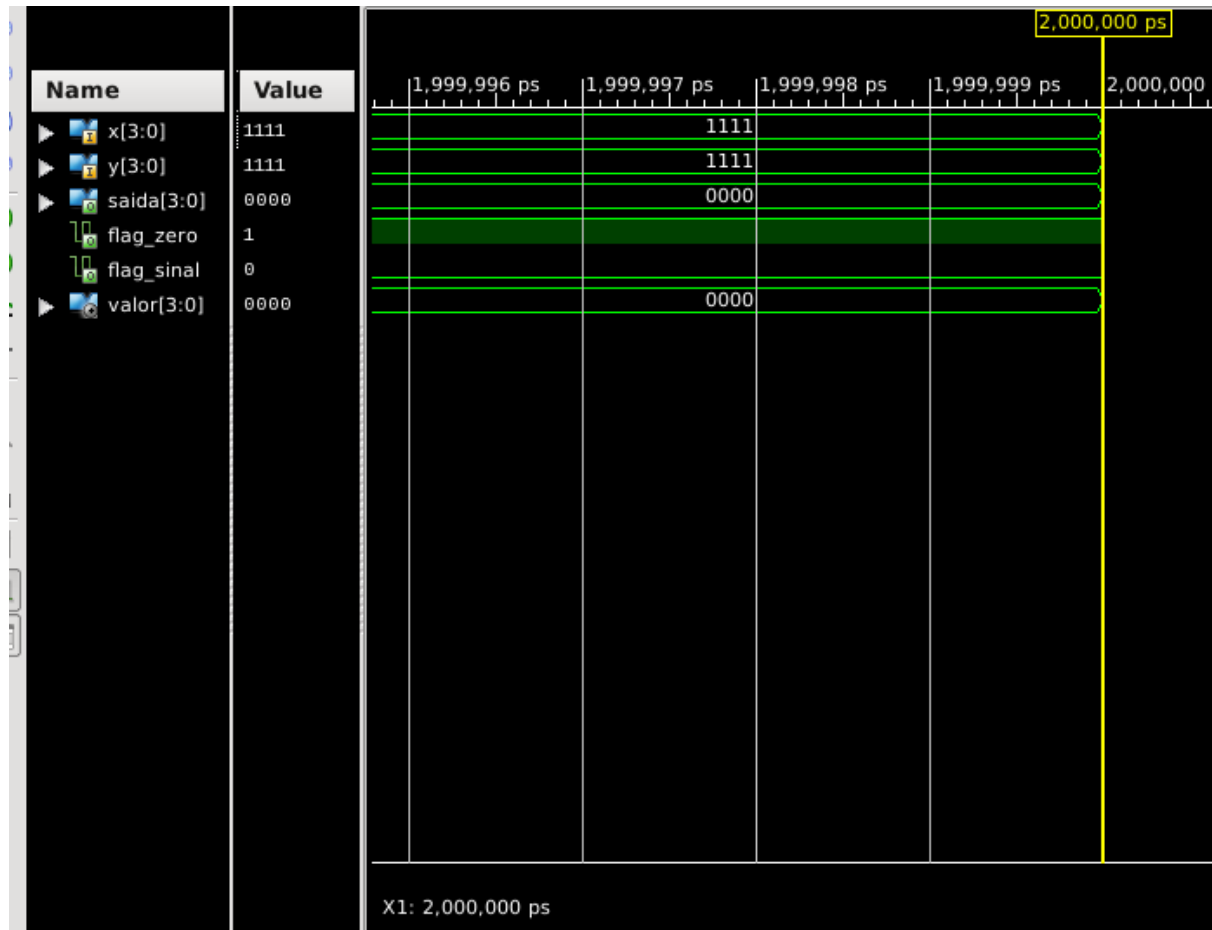 2,000,000 ps
Name Value 1,999,996 ps 1,999,997 ps 1,999,998 ps 1,999,999 ps 2,000,000
x[3:0] 1111 1111
y[3:0] 1111 1111
saida[3:0] 0000 0000
flag_zero 1
flag_sinal 0
valor[3:0] 0000 0000
X1: 2,000,000 ps